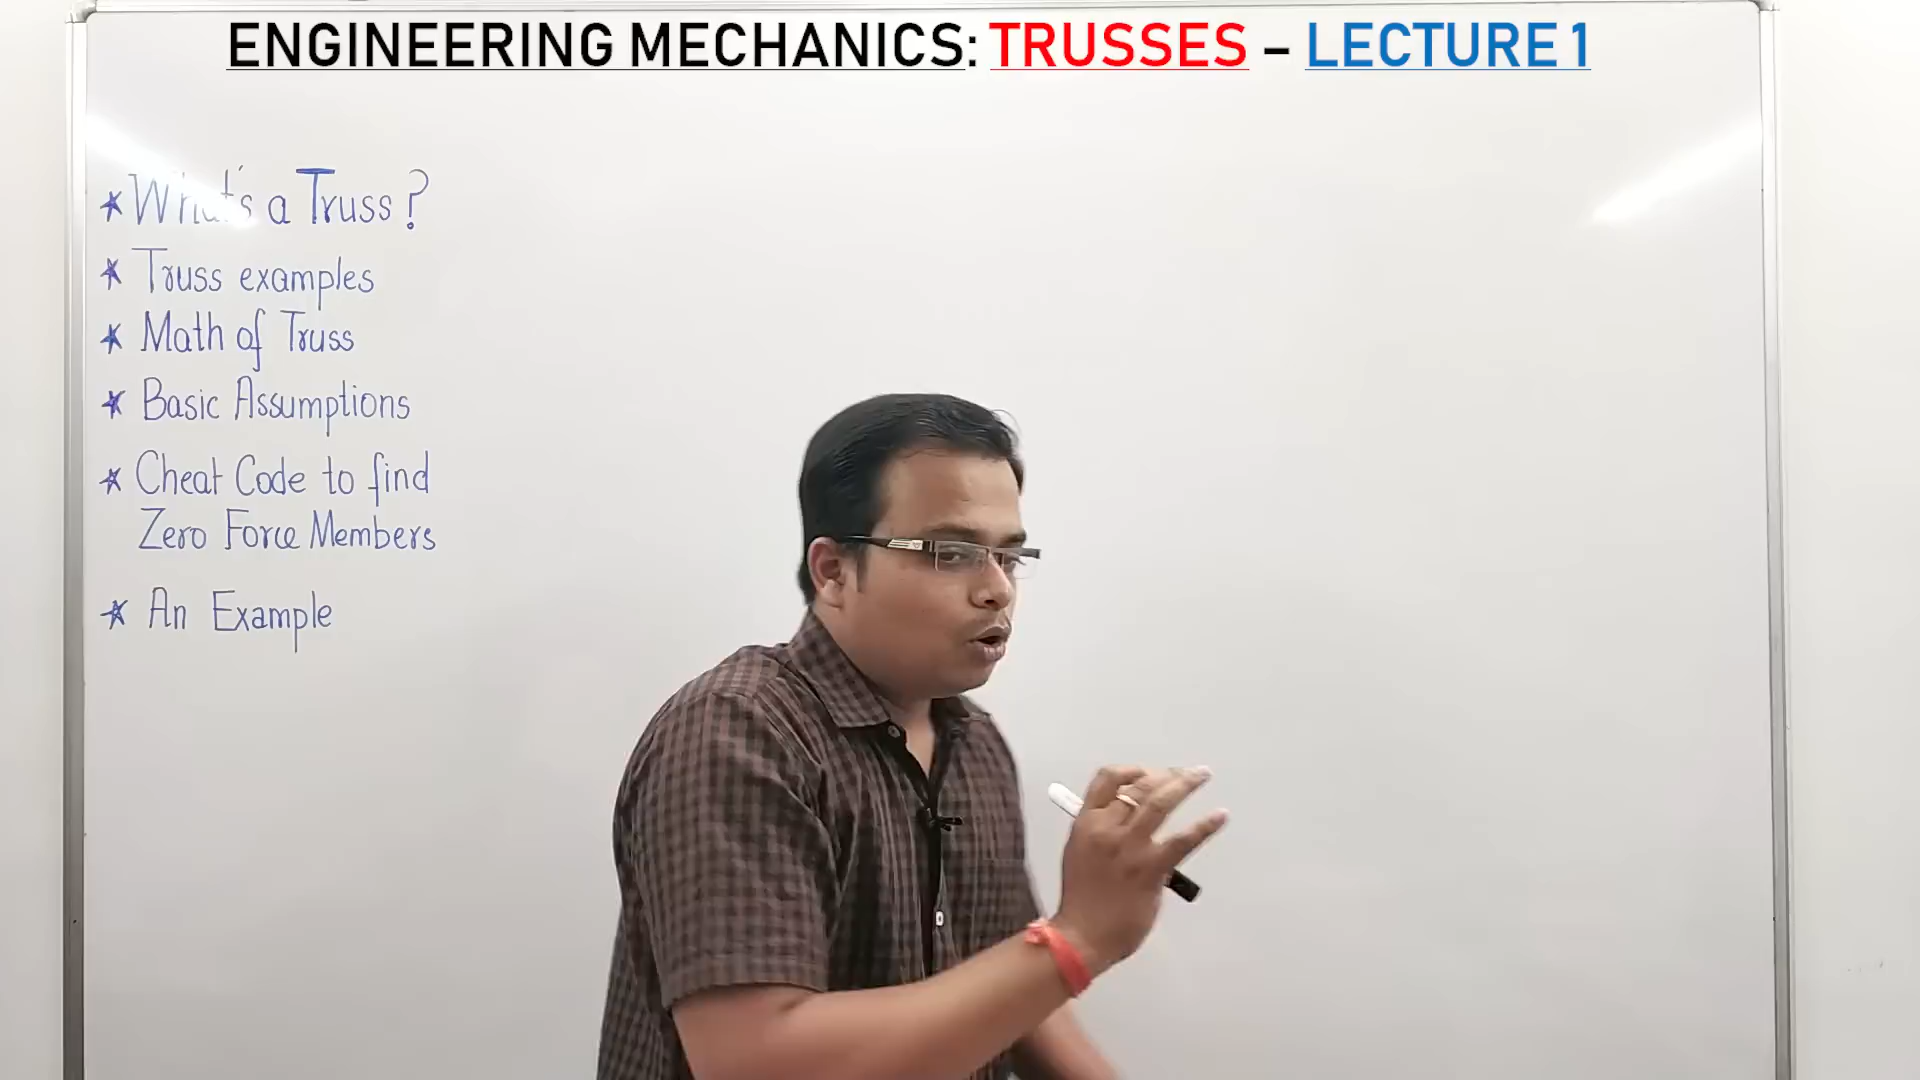 ENGINEERING MECHANICS: TRUSSES – LECTURE 1
* What's a Truss?
* Truss examples
* Math of Truss
* Basic Assumptions
* Cheat Code to find
Zero Force Members
* An Example